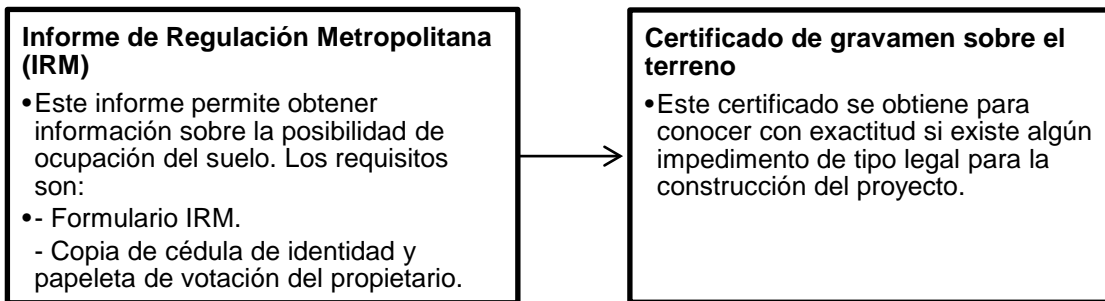 Informe de Regulación Metropolitana
(IRM)
•Este informe permite obtener
información sobre la posibilidad de
ocupación del suelo. Los requisitos
son:
•- Formulario IRM.
- Copia de cédula de identidad y
papeleta de votación del propietario.
Certificado de gravamen sobre el
terreno
•Este certificado se obtiene para
conocer con exactitud si existe algún
impedimento de tipo legal para la
construcción del proyecto.